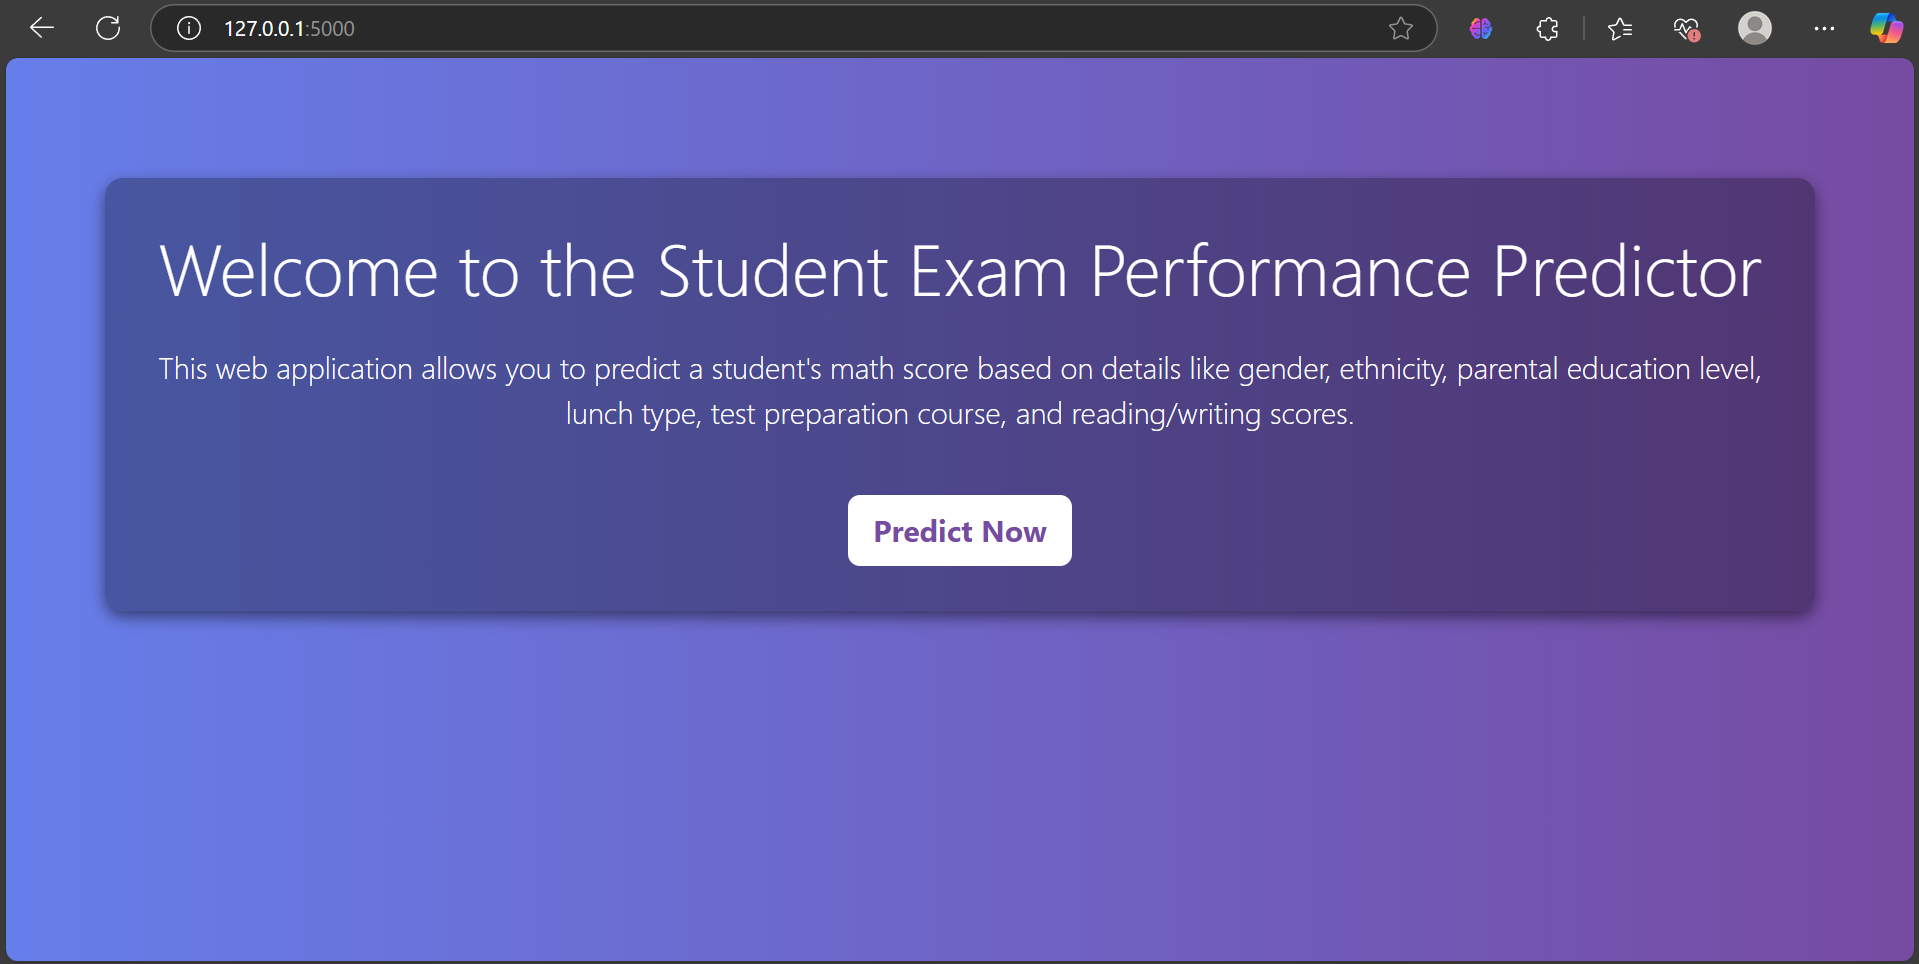 127.0.0.1:5000
Welcome to the Student Exam Performance Predictor
This web application allows you to predict a student's math score based on details like gender, ethnicity, parental education level,
lunch type, test preparation course, and reading/writing scores.
Predict Now